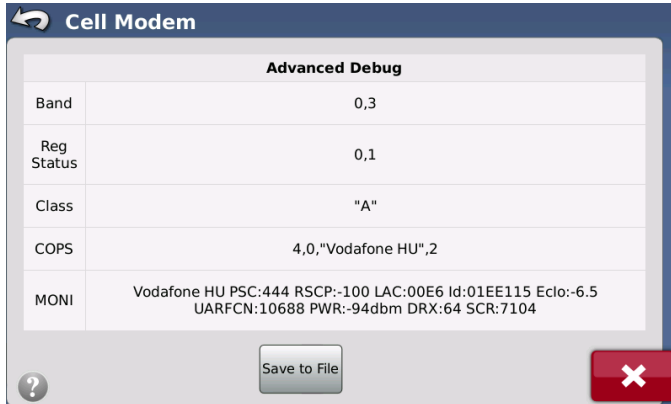 Cell Modem
Advanced Debug
Band 0,3
Reg Status 0,1
Class "A"
COPS 4,0,"Vodafone HU",2
MONI Vodafone HU PSC:444 RSCP:-100 LAC:00E6 Id:01EE115 EcIo:-6.5
UARFCN:10688 PWR:-94dbm DRX:64 SCR:7104
Save to File
?